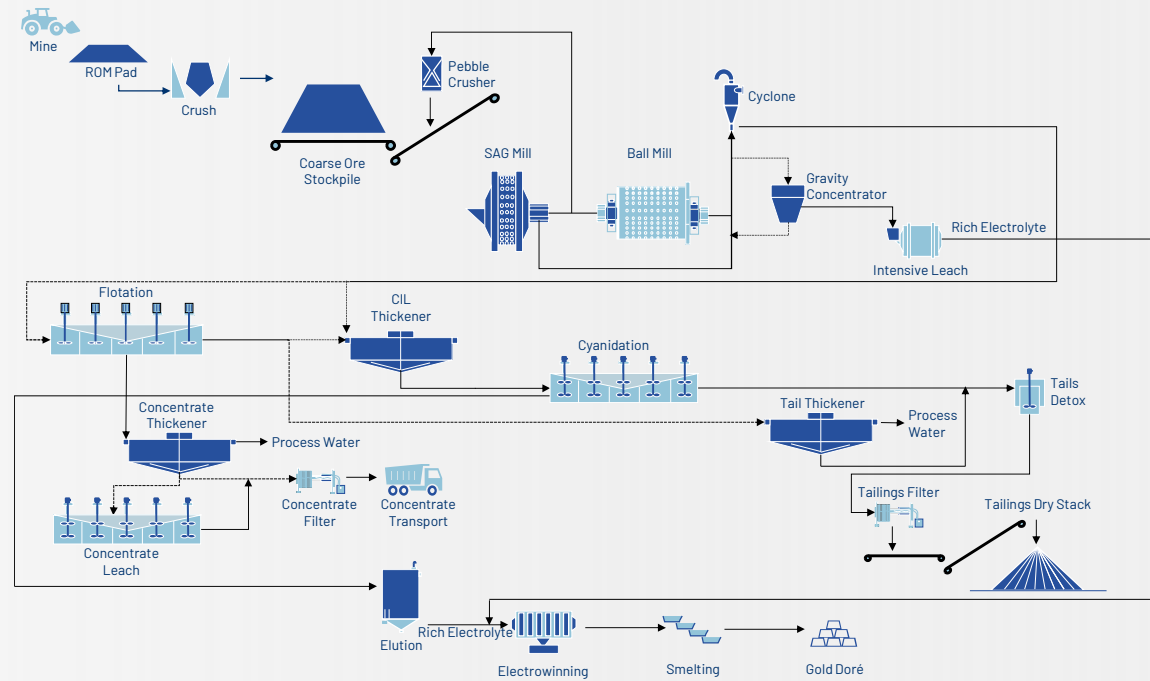 Mine
ROM Pad
Crush
Coarse Ore
Stockpile
Pebble
Crusher
SAG Mill
Ball Mill
Cyclone
Gravity
Concentrator
Rich Electrolyte
Intensive Leach
Flotation
CIL
Thickener
Cyanidation
Tails
Detox
Concentrate
Thickener
Process Water
Tail Thickener
Process
Water
Concentrate
Filter
Concentrate
Transport
Tailings Filter
Tailings Dry Stack
Concentrate
Leach
Elution
Rich Electrolyte
Electrowinning
Smelting
Gold Doré